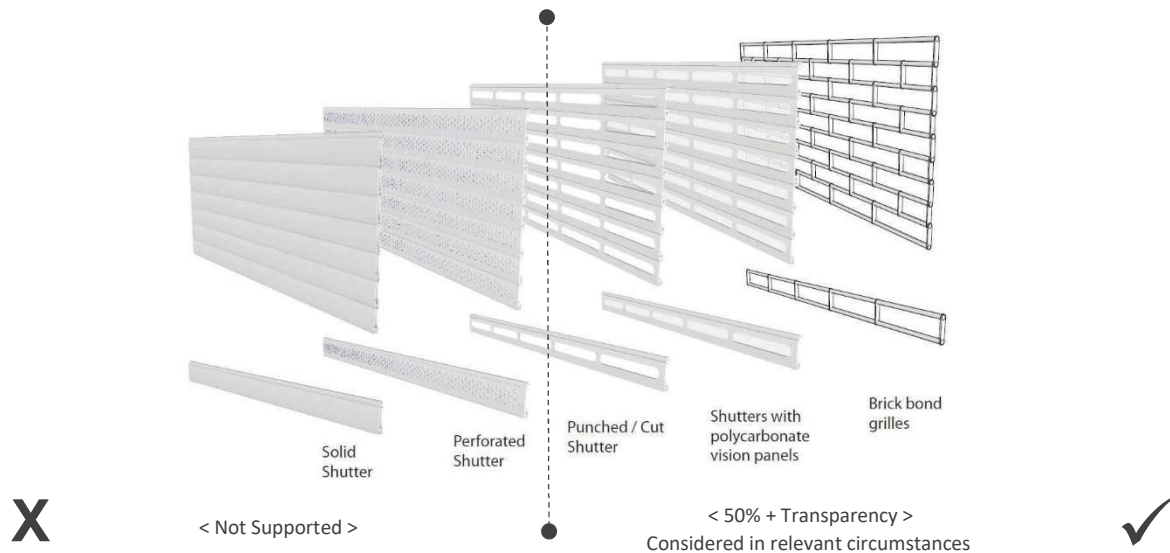 Solid
Shutter
Perforated
Shutter
Punched / Cut
Shutter
Shutters with
polycarbonate
vision panels
Brick bond
grilles
X
< Not Supported >
< 50% + Transparency >
Considered in relevant circumstances
✓